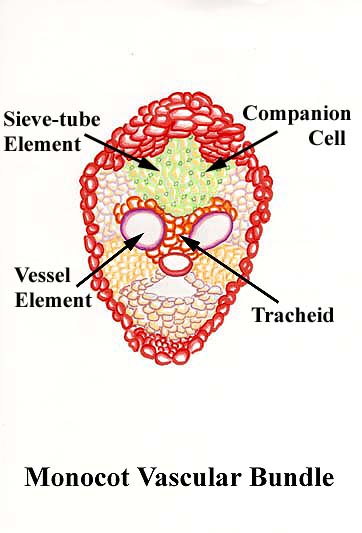 Sieve-tube
Element
Companion
Cell
Vessel
Element
Tracheid
Monocot Vascular Bundle